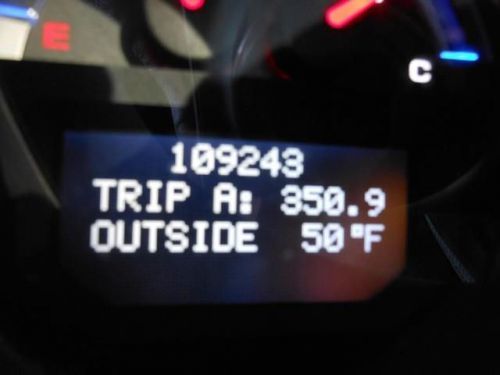 E
C
109243
TRIP A: 350.9
OUTSIDE 50°F